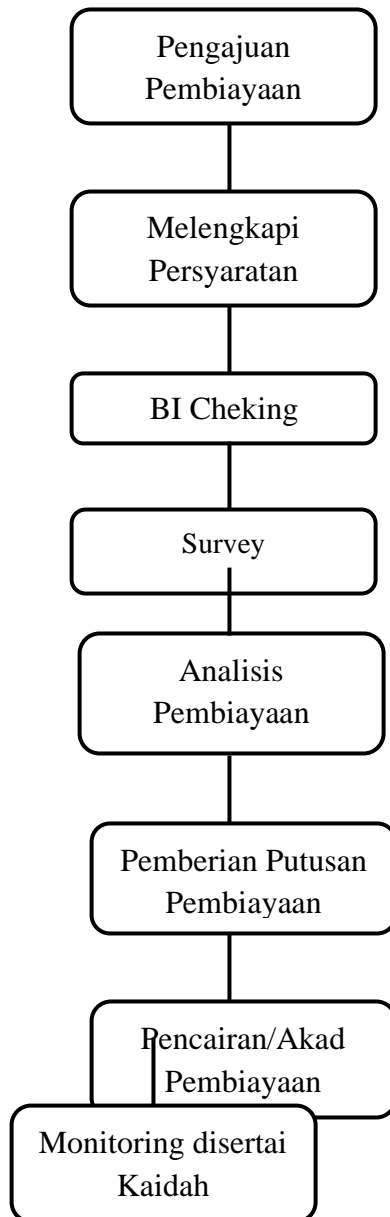 Pengajuan
Pembiayaan
Melengkapi
Persyaratan
BI Cheking
Survey
Analisis
Pembiayaan
Pemberian Putusan
Pembiayaan
Pencairan/Akad
Pembiayaan
Monitoring disertai
Kaidah